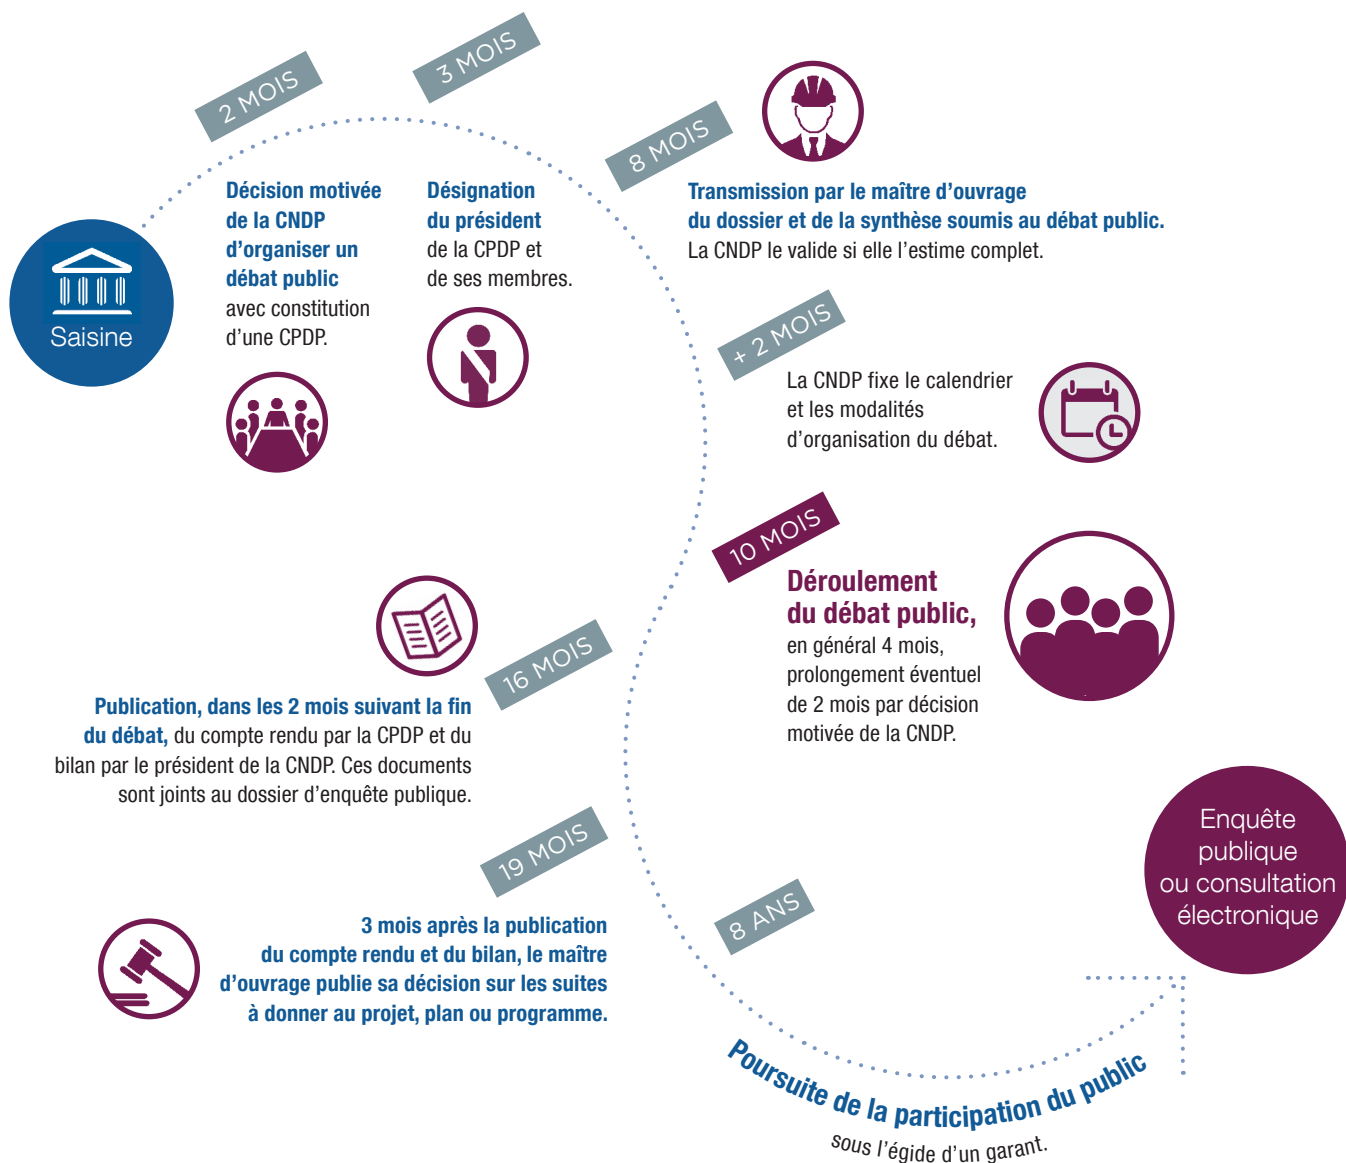 Saisine
2 MOIS
Décision motivée
de la CNDP
d’organiser un
débat public
avec constitution
d’une CPDP.
3 MOIS
Désignation
du président
de la CPDP et
de ses membres.
8 MOIS
Transmission par le maître d’ouvrage
du dossier et de la synthèse soumis au débat public.
La CNDP le valide si elle l’estime complet.
+ 2 MOIS
La CNDP fixe le calendrier
et les modalités
d’organisation du débat.
10 MOIS
Déroulement
du débat public,
en général 4 mois,
prolongement éventuel
de 2 mois par décision
motivée de la CNDP.
16 MOIS
Publication, dans les 2 mois suivant la fin
du débat, du compte rendu par la CPDP et du
bilan par le président de la CNDP. Ces documents
sont joints au dossier d’enquête publique.
19 MOIS
3 mois après la publication
du compte rendu et du bilan, le maître
d’ouvrage publie sa décision sur les suites
à donner au projet, plan ou programme.
8 ANS
Poursuite de la participation du public
sous l’égide d’un garant.
Enquête
publique
ou consultation
électronique